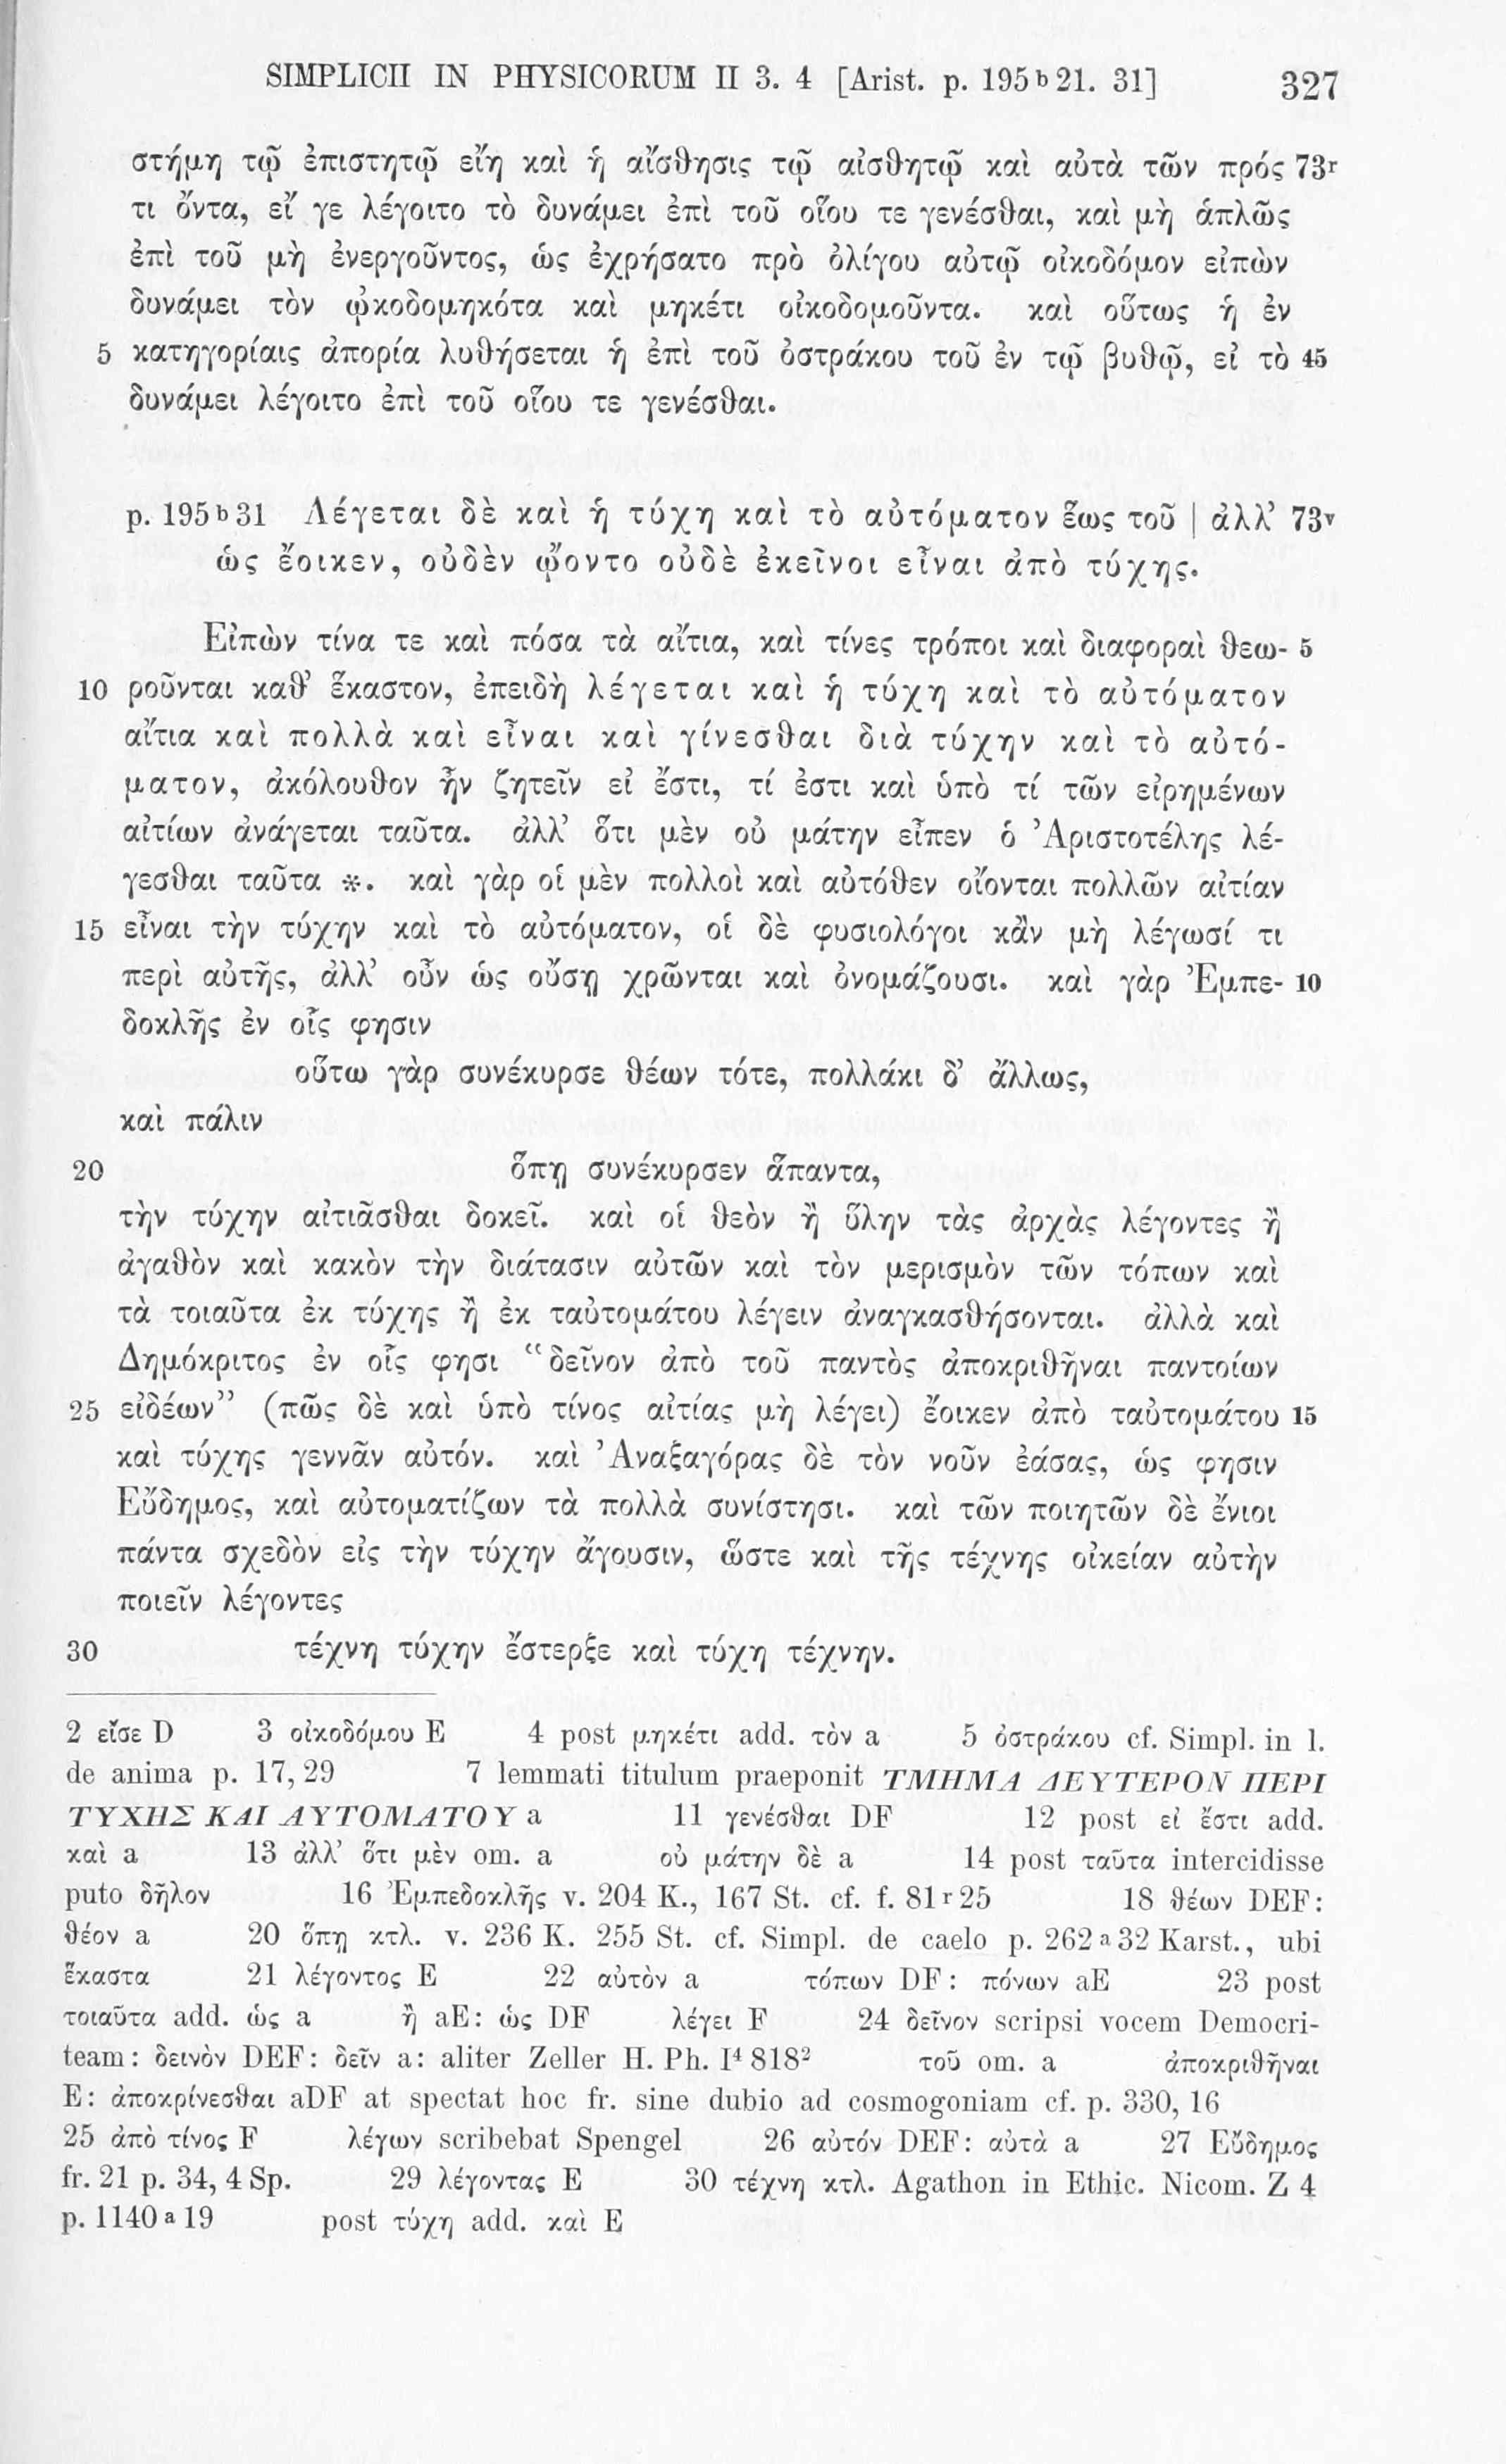 SIMPLICII IN PHYSICORUM II 3. 4 [Arist. p. 195 b 21. 31] 327
στήμη τῷ ἐπιστητῷ εἴη καὶ ἡ αἴσθησις τῷ αἰσθητῷ καὶ αὐτὰ τῶν πρός 73r
τι ὄντα, εἴ γε λέγοιτο τὸ δυνάμει ἐπὶ τοῦ οἵου τε γενέσθαι, καὶ μὴ ἁπλῶς
ἐπὶ τοῦ μὴ ἐνεργοῦντος, ὡς ἐχρήσατο πρὸ ὀλίγου αὐτῷ οἰκοδόμον εἰπὼν
δυνάμει τὸν ᾠκοδομηκότα καὶ μηκέτι οἰκοδομοῦντα. καὶ οὕτως ἡ ἐν
5 κατηγορίαις ἀπορία λυθήσεται ἡ ἐπὶ τοῦ ὀστράκου τοῦ ἐν τῷ βυθῷ, εἰ τὸ 45
δυνάμει λέγοιτο ἐπὶ τοῦ οἵου τε γενέσθαι.
p. 195 b 31 Λέγεται δὲ καὶ ἡ τύχη καὶ τὸ αὐτόματον ἕως τοῦ | ἀλλ’ 73v
ὡς ἔοικεν, οὐδὲν ᾤοντο οὐδὲ ἐκεῖνοι εἶναι ἀπὸ τύχης.
Εἰπὼν τίνα τε καὶ πόσα τὰ αἴτια, καὶ τίνες τρόποι καὶ διαφοραὶ θεω- 5
10 ροῦνται καθ’ ἕκαστον, ἐπειδὴ λέγεται καὶ ἡ τύχη καὶ τὸ αὐτόματον
αἴτια καὶ πολλὰ καὶ εἶναι καὶ γίνεσθαι διὰ τύχην καὶ τὸ αὐτό-
ματον, ἀκόλουθον ἦν ζητεῖν εἰ ἔστι, τί ἐστι καὶ ὑπὸ τί τῶν εἰρημένων
αἰτίων ἀνάγεται ταῦτα. ἀλλ’ ὅτι μὲν οὐ μάτην εἶπεν ὁ Ἀριστοτέλης λέ-
γεσθαι ταῦτα *. καὶ γὰρ οἱ μὲν πολλοὶ καὶ αὐτόθεν οἴονται πολλῶν αἰτίαν
15 εἶναι τὴν τύχην καὶ τὸ αὐτόματον, οἱ δὲ φυσιολόγοι κἂν μὴ λέγωσί τι
περὶ αὐτῆς, ἀλλ’ οὖν ὡς οὔσῃ χρῶνται καὶ ὀνομάζουσι. καὶ γὰρ Ἐμπε- 10
δοκλῆς ἐν οἷς φησιν
οὕτω γὰρ συνέκυρσε θέων τότε, πολλάκι δ’ ἄλλως,
καὶ πάλιν
20 ὅπῃ συνέκυρσεν ἅπαντα,
τὴν τύχην αἰτιᾶσθαι δοκεῖ. καὶ οἱ θεὸν ἢ ὕλην τὰς ἀρχὰς λέγοντες ἢ
ἀγαθὸν καὶ κακὸν τὴν διάτασιν αὐτῶν καὶ τὸν μερισμὸν τῶν τόπων καὶ
τὰ τοιαῦτα ἐκ τύχης ἢ ἐκ ταὐτομάτου λέγειν ἀναγκασθήσονται. ἀλλὰ καὶ
Δημόκριτος ἐν οἷς φησι “δεῖνον ἀπὸ τοῦ παντὸς ἀποκριθῆναι παντοίων
25 εἰδέων” (πῶς δὲ καὶ ὑπὸ τίνος αἰτίας μὴ λέγει) ἔοικεν ἀπὸ ταὐτομάτου 15
καὶ τύχης γεννᾶν αὐτόν. καὶ Ἀναξαγόρας δὲ τὸν νοῦν ἐάσας, ὡς φησιν
Εὔδημος, καὶ αὐτοματίζων τὰ πολλὰ συνίστησι. καὶ τῶν ποιητῶν δὲ ἔνιοι
πάντα σχεδὸν εἰς τὴν τύχην ἄγουσιν, ὥστε καὶ τῆς τέχνης οἰκείαν αὐτὴν
ποιεῖν λέγοντες
30 τέχνη τύχην ἔστερξε καὶ τύχη τέχνην.
2 εἴσε D 3 οἰκοδόμου E 4 post μηκέτι add. τὸν a 5 ὀστράκου cf. Simpl. in l.
de anima p. 17, 29 7 lemmati titulum praeponit ΤΜΗΜΑ ΔΕΥΤΕΡΟΝ ΠΕΡΙ
ΤΥΧΗΣ ΚΑΙ ΑΥΤΟΜΑΤΟΥ a 11 γενέσθαι DF 12 post εἰ ἔστι add.
καὶ a 13 ἀλλ’ ὅτι μὲν om. a οὐ μάτην δὲ a 14 post ταῦτα intercidisse
puto δῆλον 16 Ἐμπεδοκλῆς v. 204 K., 167 St. cf. f. 81 r 25 18 θέων DEF:
θέον a 20 ὅπῃ κτλ. v. 236 K. 255 St. cf. Simpl. de caelo p. 262 a 32 Karst., ubi
ἕκαστα 21 λέγοντος E 22 αὐτὸν a τόπων DF: πόνων aE 23 post
τοιαῦτα add. ὡς a ἢ aE: ὡς DF λέγει F 24 δεῖνον scripsi vocem Democri-
team: δεινὸν DEF: δεῖν a: aliter Zeller H. Ph. I⁴ 818² τοῦ om. a ἀποκριθῆναι
E: ἀποκρίνεσθαι aDF at spectat hoc fr. sine dubio ad cosmogoniam cf. p. 330, 16
25 ἀπὸ τίνος F λέγων scribebat Spengel 26 αὐτόν DEF: αὐτὰ a 27 Εὔδημος
fr. 21 p. 34, 4 Sp. 29 λέγοντας E 30 τέχνη κτλ. Agathon in Ethic. Nicom. Z 4
p. 1140 a 19 post τύχη add. καὶ E